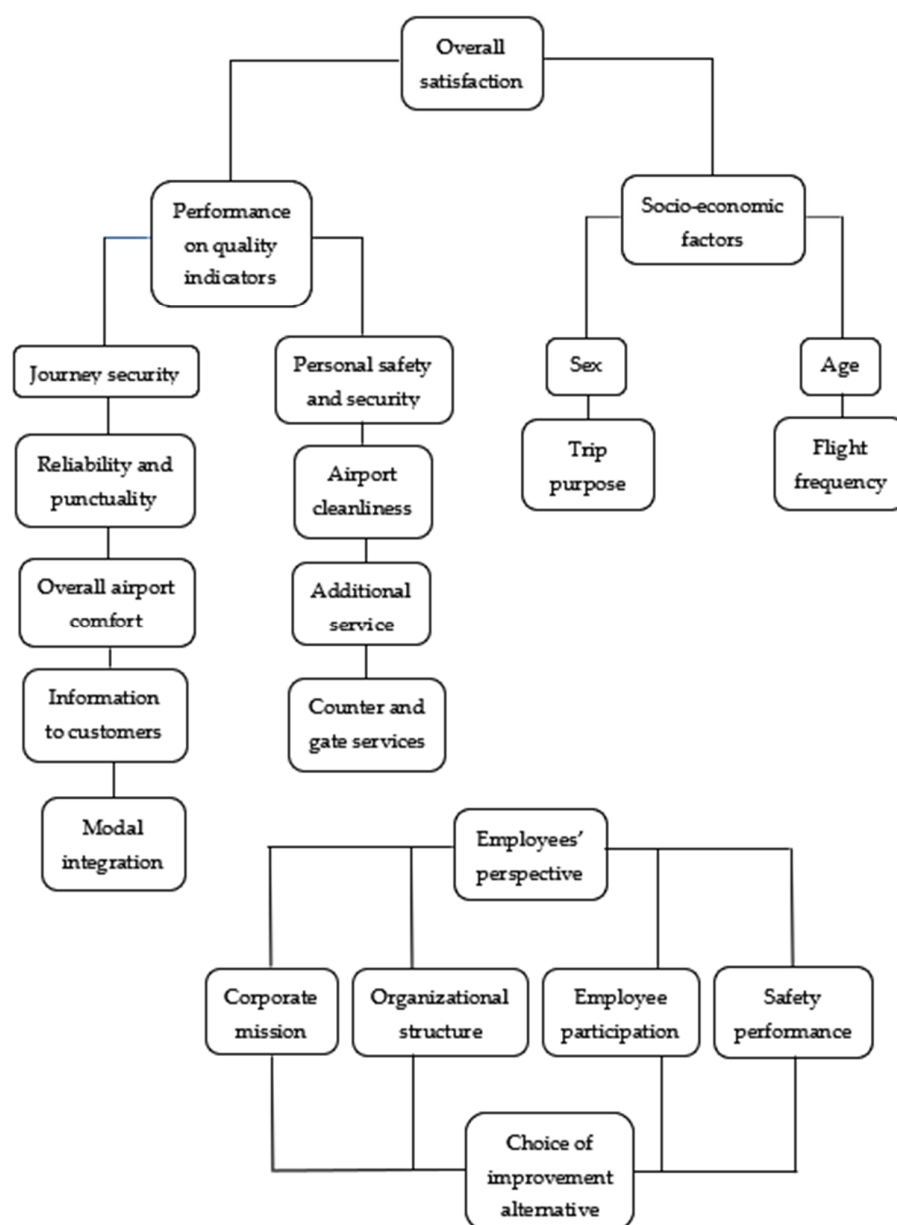 Overall
satisfaction
Performance
on quality
indicators
Socio-economic
factors
Journey security
Personal safety
and security
Sex
Age
Reliability and
punctuality
Airport
cleanliness
Trip
purpose
Flight
frequency
Overall airport
comfort
Additional
service
Information
to customers
Counter and
gate services
Modal
integration
Employees’
perspective
Corporate
mission
Organizational
structure
Employee
participation
Safety
performance
Choice of
improvement
alternative